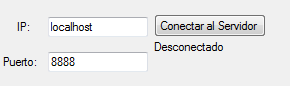 IP: localhost Conectar al Servidor
Desconectado
Puerto: 8888